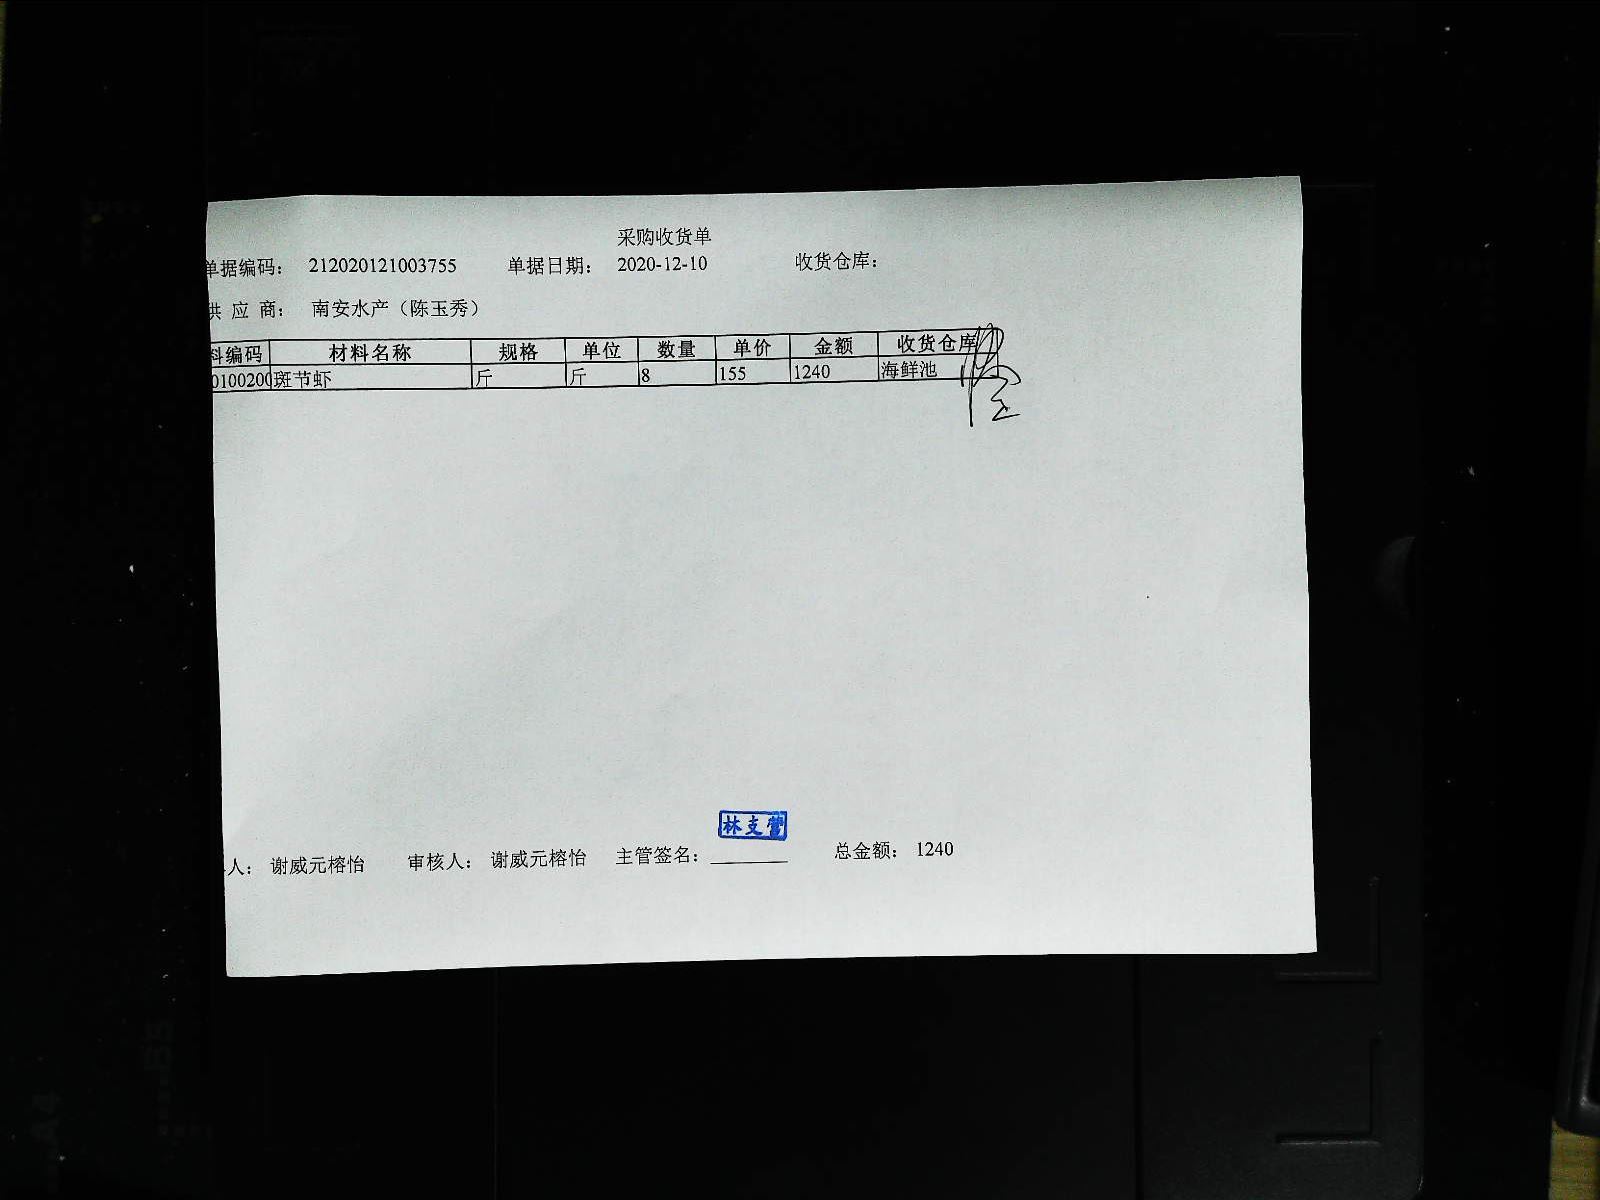 采购收货单
单据编码： 212020121003755 单据日期： 2020-12-10 收货仓库：
供 应 商： 南安水产（陈玉秀）
料编码 材料名称 规格 单位 数量 单价 金额 收货仓库
0100200 斑节虾 斤 斤 8 155 1240 海鲜池
林支营
人： 谢威元榕怡 审核人： 谢威元榕怡 主管签名： 总金额： 1240